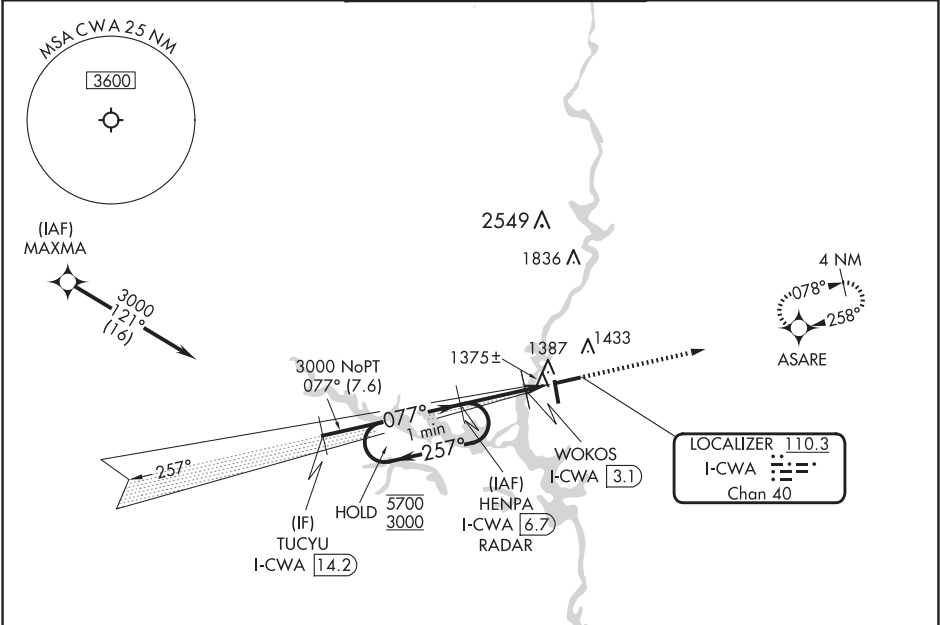 MSA CWA 25 NM
3600
(IAF)
MAXMA
3000
121°
(16)
2549
1836
4 NM
078°
258°
ASARE
1375±
1387
1433
3000 NoPT
077° (7.6)
077°
1 min
257°
257°
HOLD
5700
3000
(IF)
TUCYU
I-CWA 14.2
(IAF)
HENPA
I-CWA 6.7
RADAR
WOKOS
I-CWA 3.1
LOCALIZER 110.3
I-CWA
Chan 40